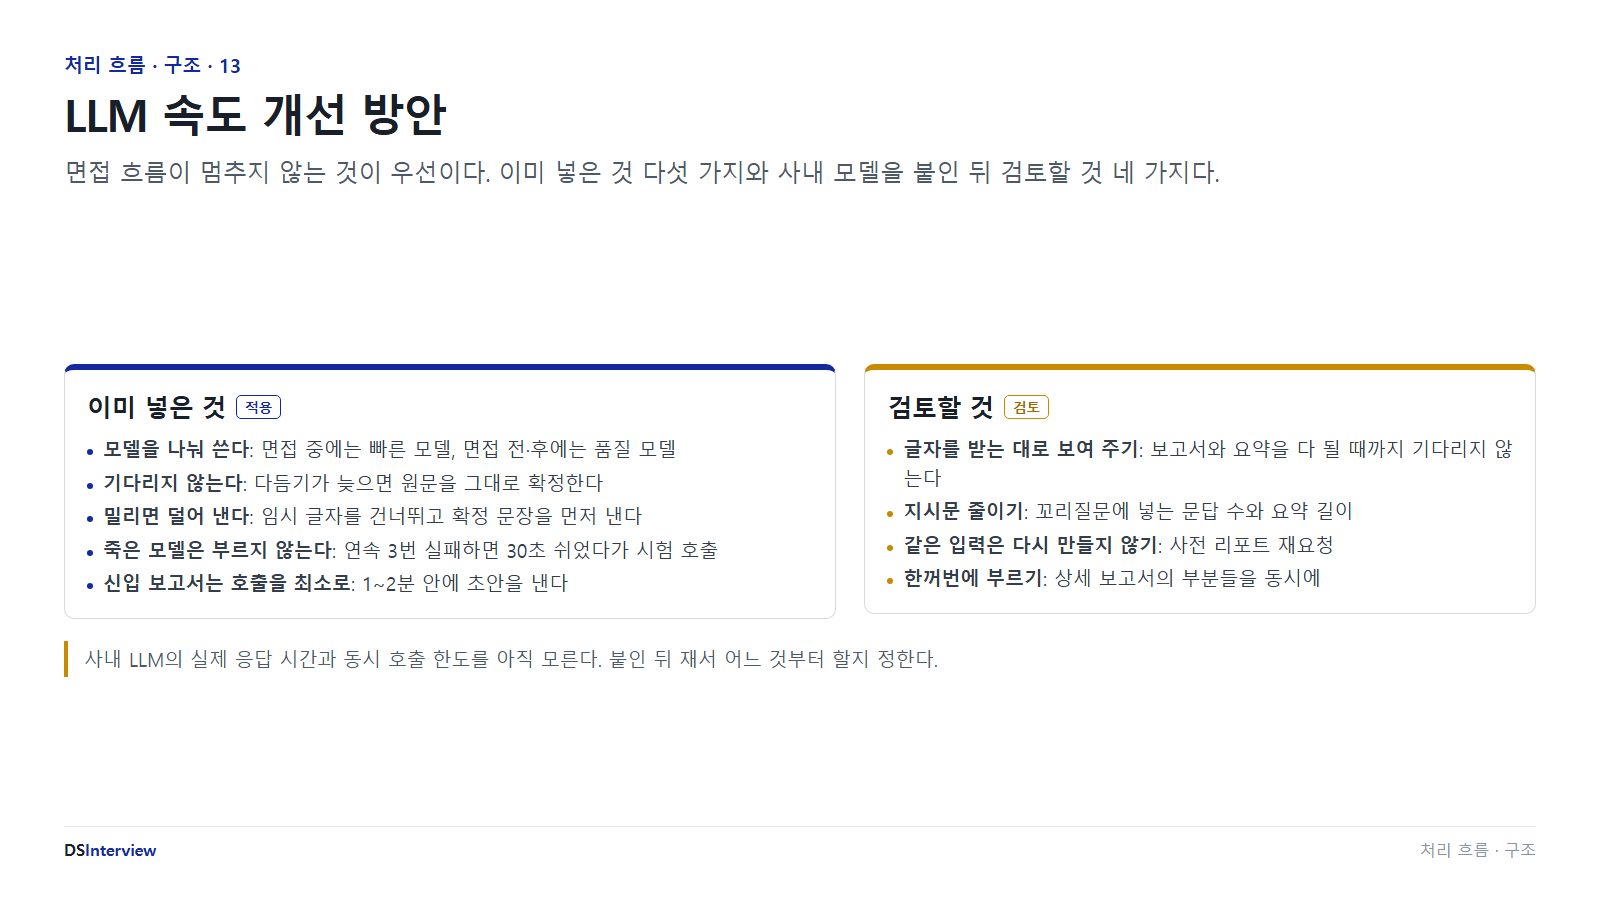 처리 흐름 · 구조 · 13
LLM 속도 개선 방안
면접 흐름이 멈추지 않는 것이 우선이다. 이미 넣은 것 다섯 가지와 사내 모델을 붙인 뒤 검토할 것 네 가지다.
이미 넣은 것 적용
• 모델을 나눠 쓴다: 면접 중에는 빠른 모델, 면접 전·후에는 품질 모델
• 기다리지 않는다: 다듬기가 늦으면 원문을 그대로 확정한다
• 밀리면 덜어 낸다: 임시 글자를 건너뛰고 확정 문장을 먼저 낸다
• 죽은 모델은 부르지 않는다: 연속 3번 실패하면 30초 쉬었다가 시험 호출
• 신입 보고서는 호출을 최소로: 1~2분 안에 초안을 낸다
검토할 것 검토
• 글자를 받는 대로 보여 주기: 보고서와 요약을 다 될 때까지 기다리지 않
는다
• 지시문 줄이기: 꼬리질문에 넣는 문답 수와 요약 길이
• 같은 입력은 다시 만들지 않기: 사전 리포트 재요청
• 한꺼번에 부르기: 상세 보고서의 부분들을 동시에
사내 LLM의 실제 응답 시간과 동시 호출 한도를 아직 모른다. 붙인 뒤 재서 어느 것부터 할지 정한다.
DSInterview
처리 흐름 · 구조